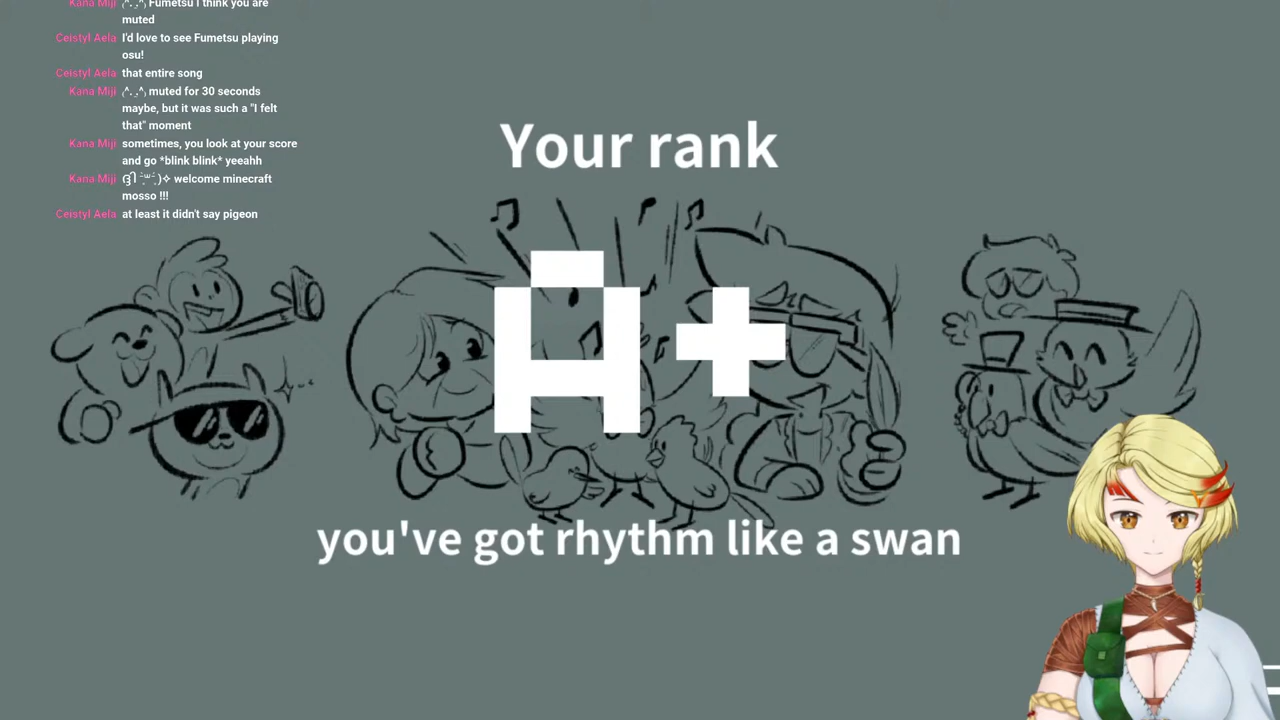 Kana Miji (^. .^) Fumetsu I think you are
muted
Ceistyl Aela I'd love to see Fumetsu playing
osu!
Ceistyl Aela that entire song
Kana Miji (^. .^) muted for 30 seconds
maybe, but it was such a "I felt
that" moment
Kana Miji sometimes, you look at your score
and go *blink blink* yeeahh
Kana Miji welcome minecraft
mosso !!!
Ceistyl Aela at least it didn't say pigeon
Your rank
A+
you've got rhythm like a swan